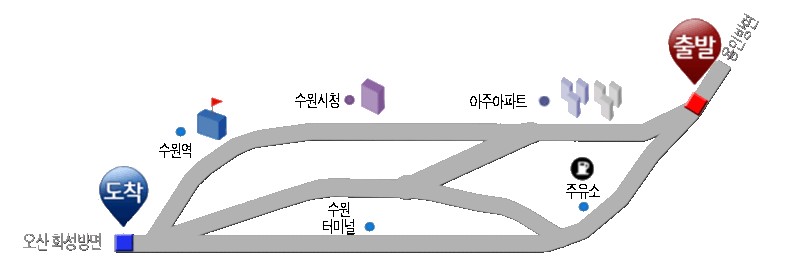 출발
용인방면
수원시청
아주아파트
수원역
주유소
도착
수원
터미널
오산 화성방면